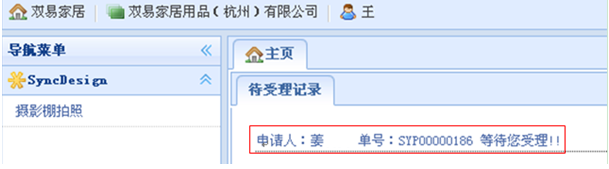 双易家居 双易家居用品（杭州）有限公司 王
导航菜单
主页
SyncDesign
待受理记录
摄影棚拍照
申请人：姜 单号：SYP00000186 等待您受理!!